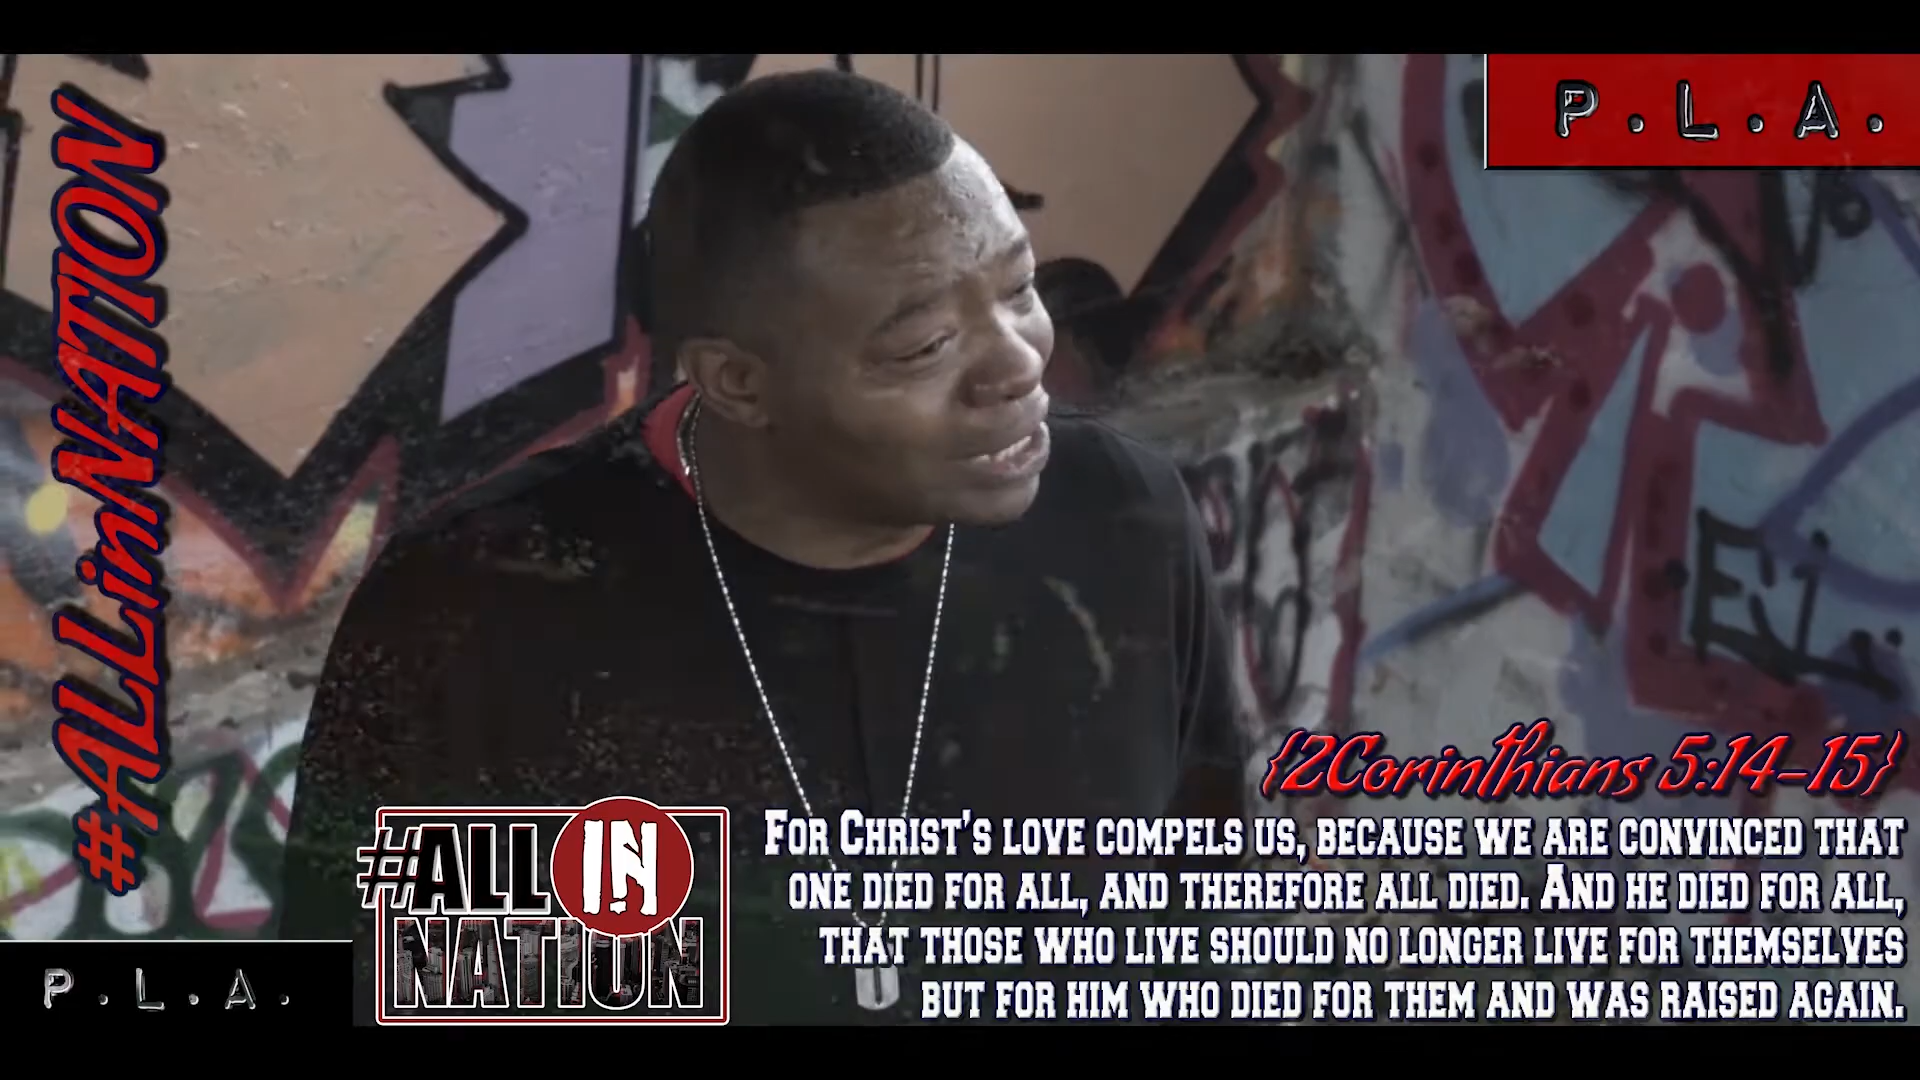 #ALLinNATION
P.L.A.
{2Corinthians 5:14-15}
For Christ's love compels us, because we are convinced that
one died for all, and therefore all died. And he died for all,
that those who live should no longer live for themselves
but for him who died for them and was raised again.
#ALL IN
NATION
P.L.A.